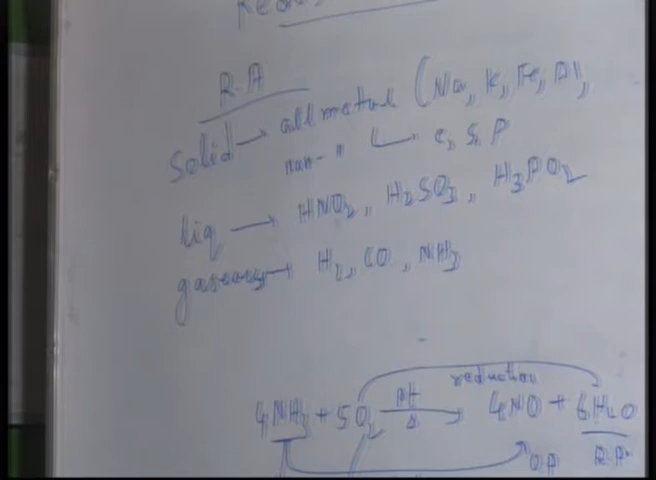 R.A
Solid → all metal (Na, K, Fe, Al,
non- " → C, S, P
liq → HNO2, H2SO3, H3PO2
gaseous → H2, CO, NH3
reduction
4NH3 + 5O2 Pt Δ → 4NO + 6H2O
O.P R.P.